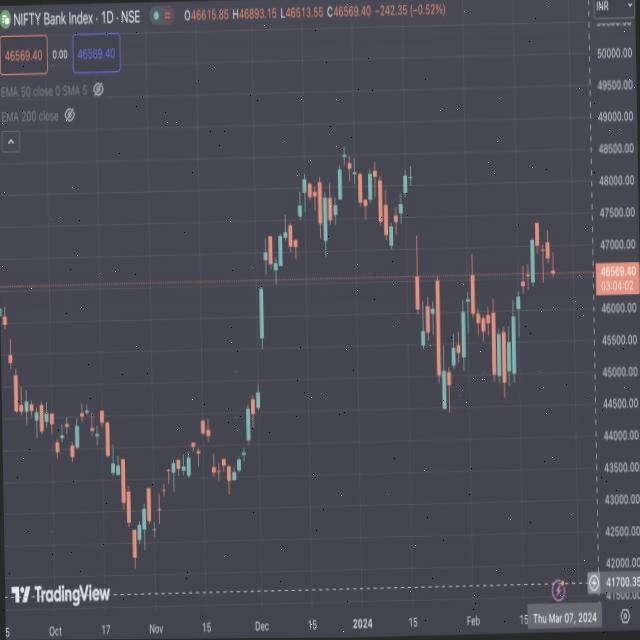 NIFTY Bank Index · 1D · NSE O46615.85 H46893.15 L46513.55 C46569.40 −242.35 (−0.52%)
INR
46569.40 0.00 46569.40
EMA 50 close 0 SMA 5
EMA 200 close
50000.00
49500.00
49000.00
48500.00
48000.00
47500.00
47000.00
46569.40
03:04:02
46000.00
45500.00
45000.00
44500.00
44000.00
43500.00
43000.00
42500.00
42000.00
41700.35
41500.00
TradingView
5 Oct 17 Nov 15 Dec 15 2024 15 Feb 15 Thu Mar 07, 2024